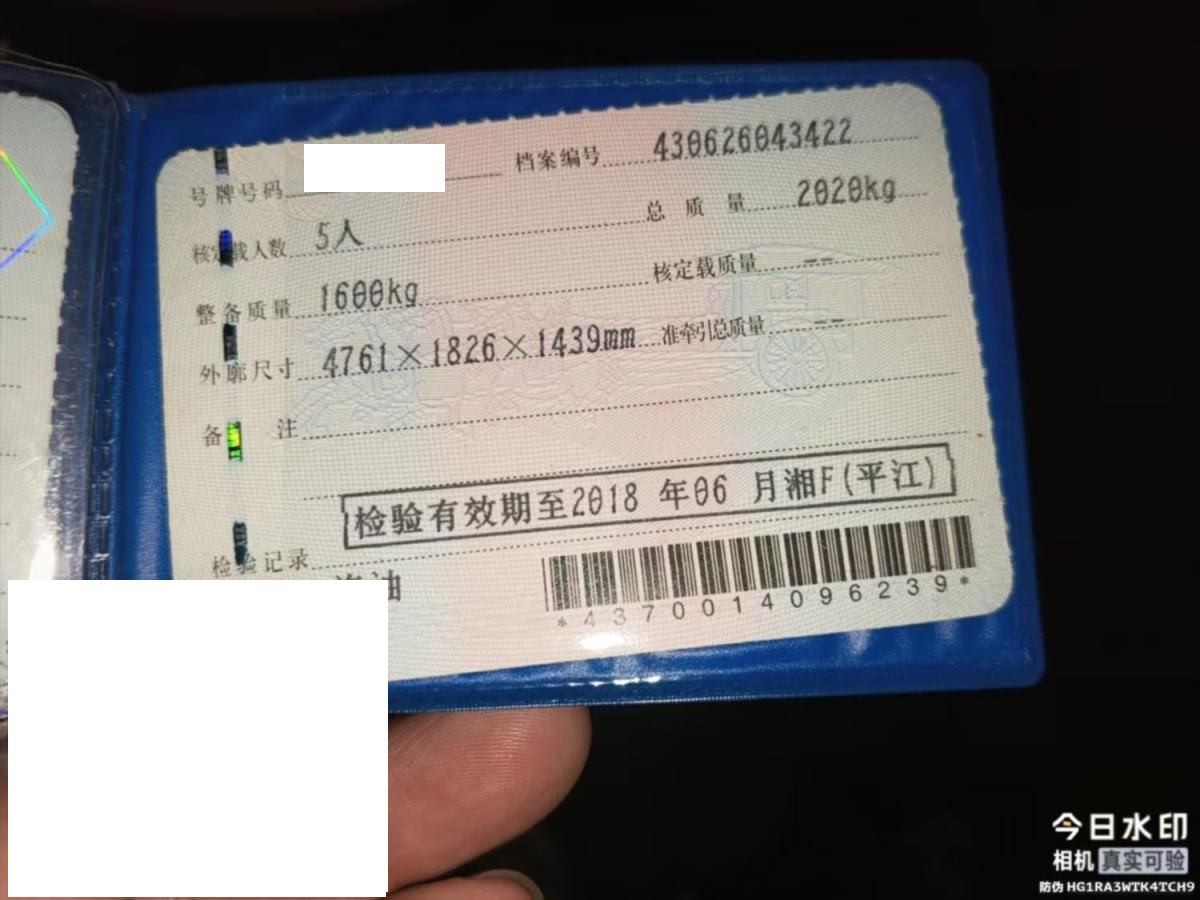 号牌号码 档案编号 430626043422
核定载人数 5人 总质量 2020kg
整备质量 1600kg 核定载质量 --
外廓尺寸 4761×1826×1439mm 准牵引总质量 --
备注
检验有效期至2018 年06 月湘F(平江)
检验记录
油
*4370014096239*
今日水印
相机 真实可验
防伪 HG1RA3WTK4TCH9